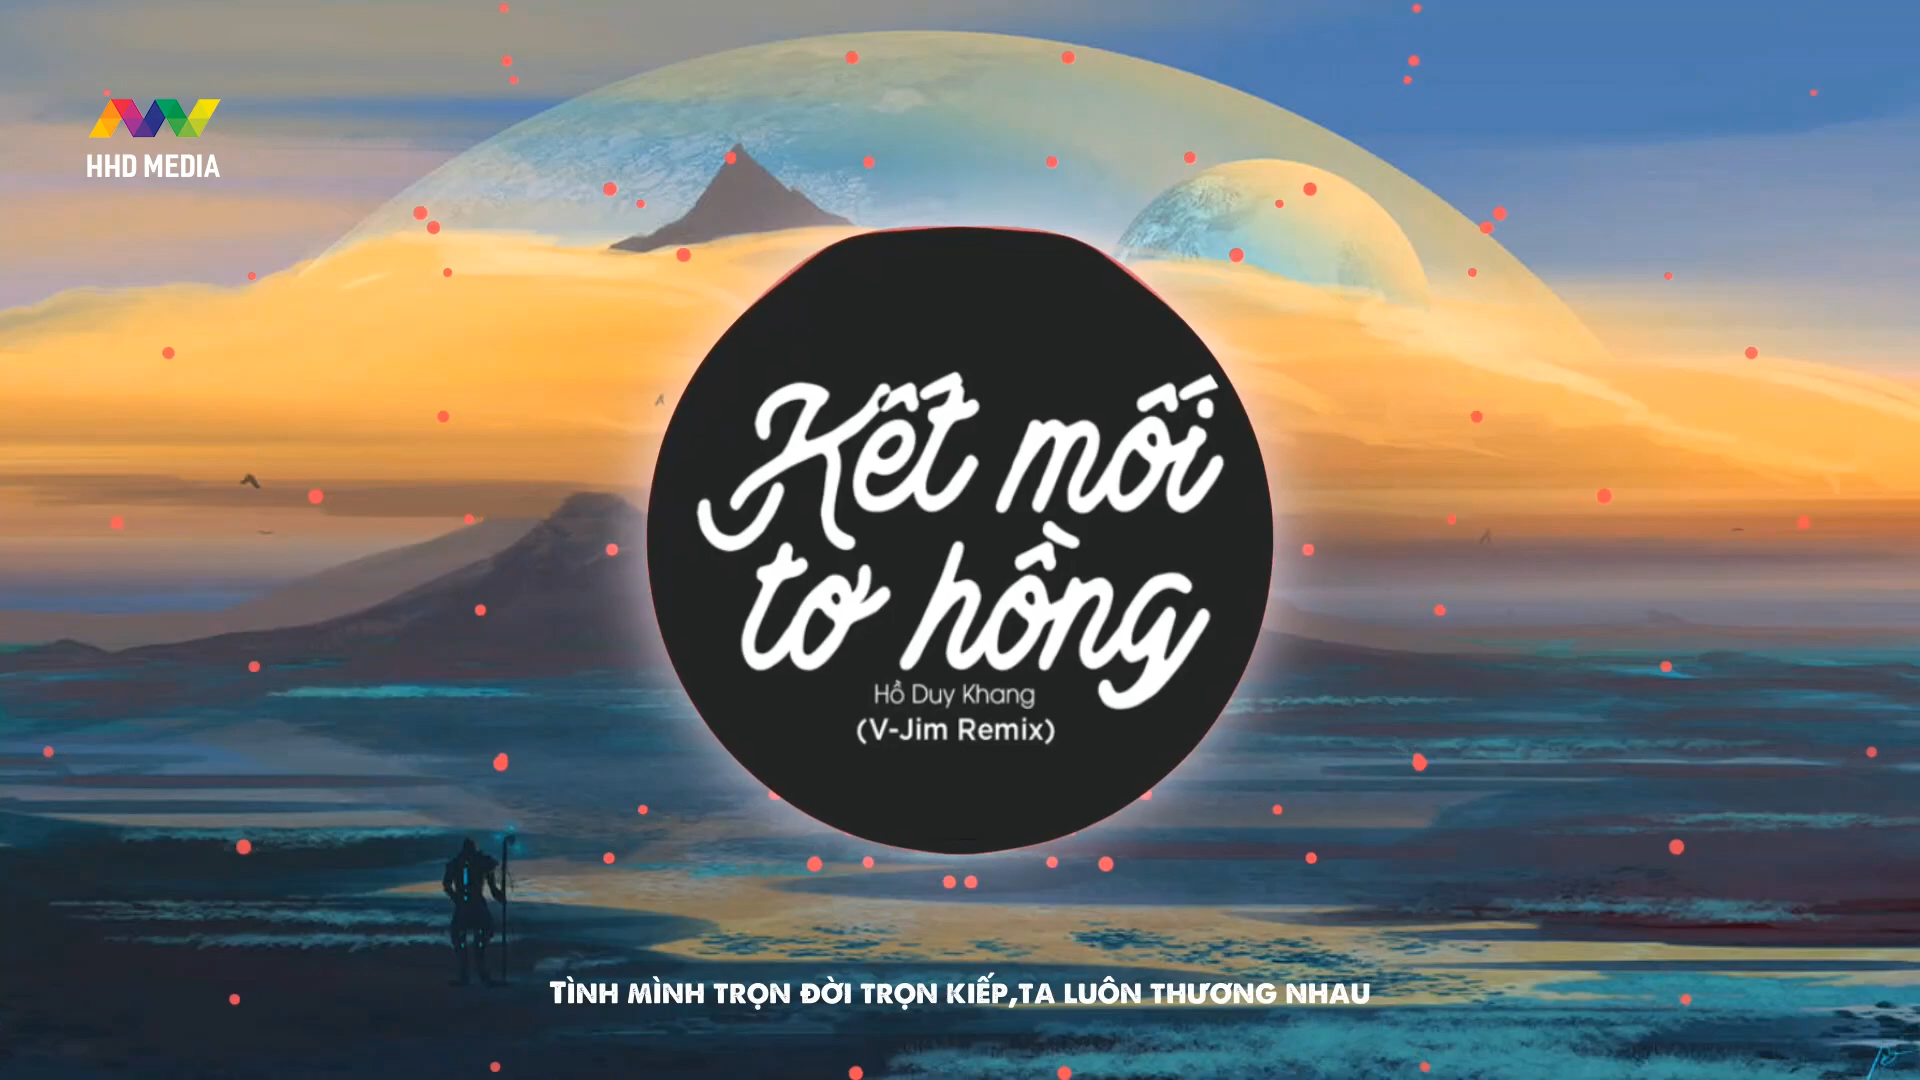 HHD MEDIA
Kết mối
tơ hồng
Hồ Duy Khang
(V-Jim Remix)
TÌNH MÌNH TRỌN ĐỜI TRỌN KIẾP,TA LUÔN THƯƠNG NHAU